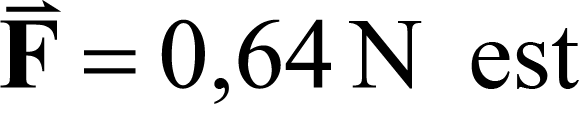 F⃗ = 0,64 N est